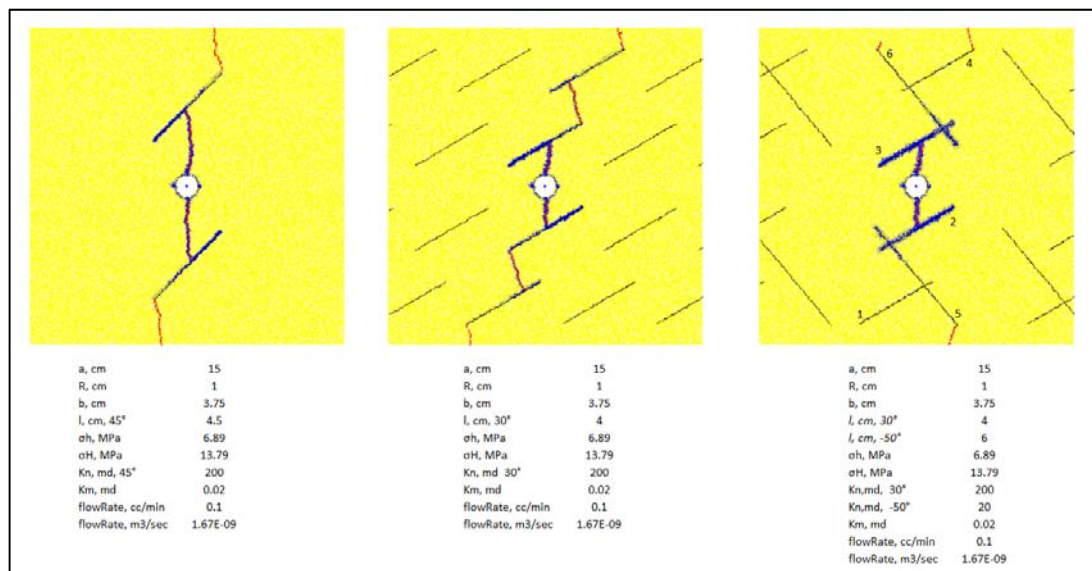 6
4
3
2
1
5
a, cm 15
R, cm 1
b, cm 3.75
l, cm, 45° 4.5
σh, MPa 6.89
σH, MPa 13.79
Kn, md, 45° 200
Km, md 0.02
flowRate, cc/min 0.1
flowRate, m3/sec 1.67E-09
a, cm 15
R, cm 1
b, cm 3.75
l, cm, 30° 4
σh, MPa 6.89
σH, MPa 13.79
Kn, md 30° 200
Km, md 0.02
flowRate, cc/min 0.1
flowRate, m3/sec 1.67E-09
a, cm 15
R, cm 1
b, cm 3.75
l, cm, 30° 4
l, cm, -50° 6
σh, MPa 6.89
σH, MPa 13.79
Kn,md, 30° 200
Kn,md, -50° 20
Km, md 0.02
flowRate, cc/min 0.1
flowRate, m3/sec 1.67E-09